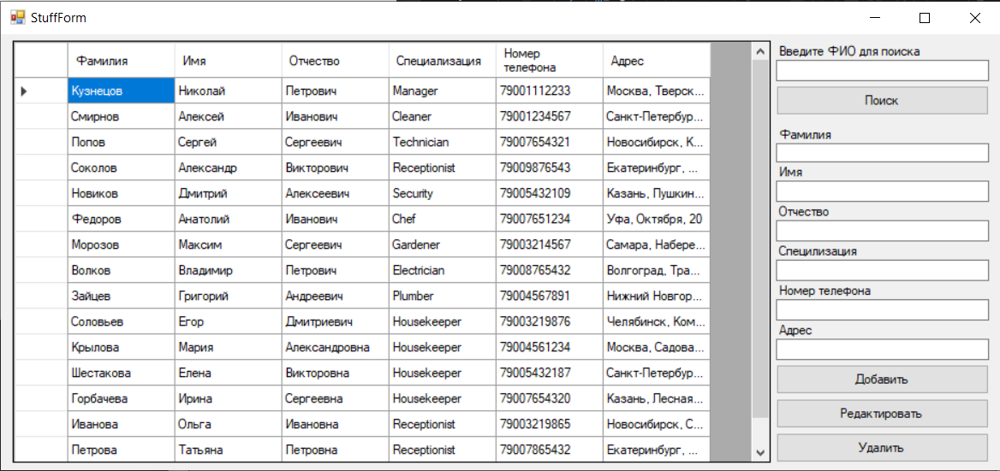 StuffForm
Фамилия Имя Отчество Специализация Номер телефона Адрес
Кузнецов Николай Петрович Manager 79001112233 Москва, Тверск...
Смирнов Алексей Иванович Cleaner 79001234567 Санкт-Петербур...
Попов Сергей Сергеевич Technician 79007654321 Новосибирск, К...
Соколов Александр Викторович Receptionist 79009876543 Екатеринбург, ...
Новиков Дмитрий Алексеевич Security 79005432109 Казань, Пушкин...
Федоров Анатолий Иванович Chef 79007651234 Уфа, Октября, 20
Морозов Максим Сергеевич Gardener 79003214567 Самара, Набере...
Волков Владимир Петрович Electrician 79008765432 Волгоград, Тра...
Зайцев Григорий Андреевич Plumber 79004567891 Нижний Новгор...
Соловьев Егор Дмитриевич Housekeeper 79003219876 Челябинск, Ком...
Крылова Мария Александровна Housekeeper 79004561234 Москва, Садова...
Шестакова Елена Викторовна Housekeeper 79005432187 Санкт-Петербур...
Горбачева Ирина Сергеевна Housekeeper 79007654320 Казань, Лесная...
Иванова Ольга Ивановна Receptionist 79003219865 Новосибирск, С...
Петрова Татьяна Петровна Receptionist 79007865432 Екатеринбург, ...
Введите ФИО для поиска
Поиск
Фамилия
Имя
Отчество
Специлизация
Номер телефона
Адрес
Добавить
Редактировать
Удалить